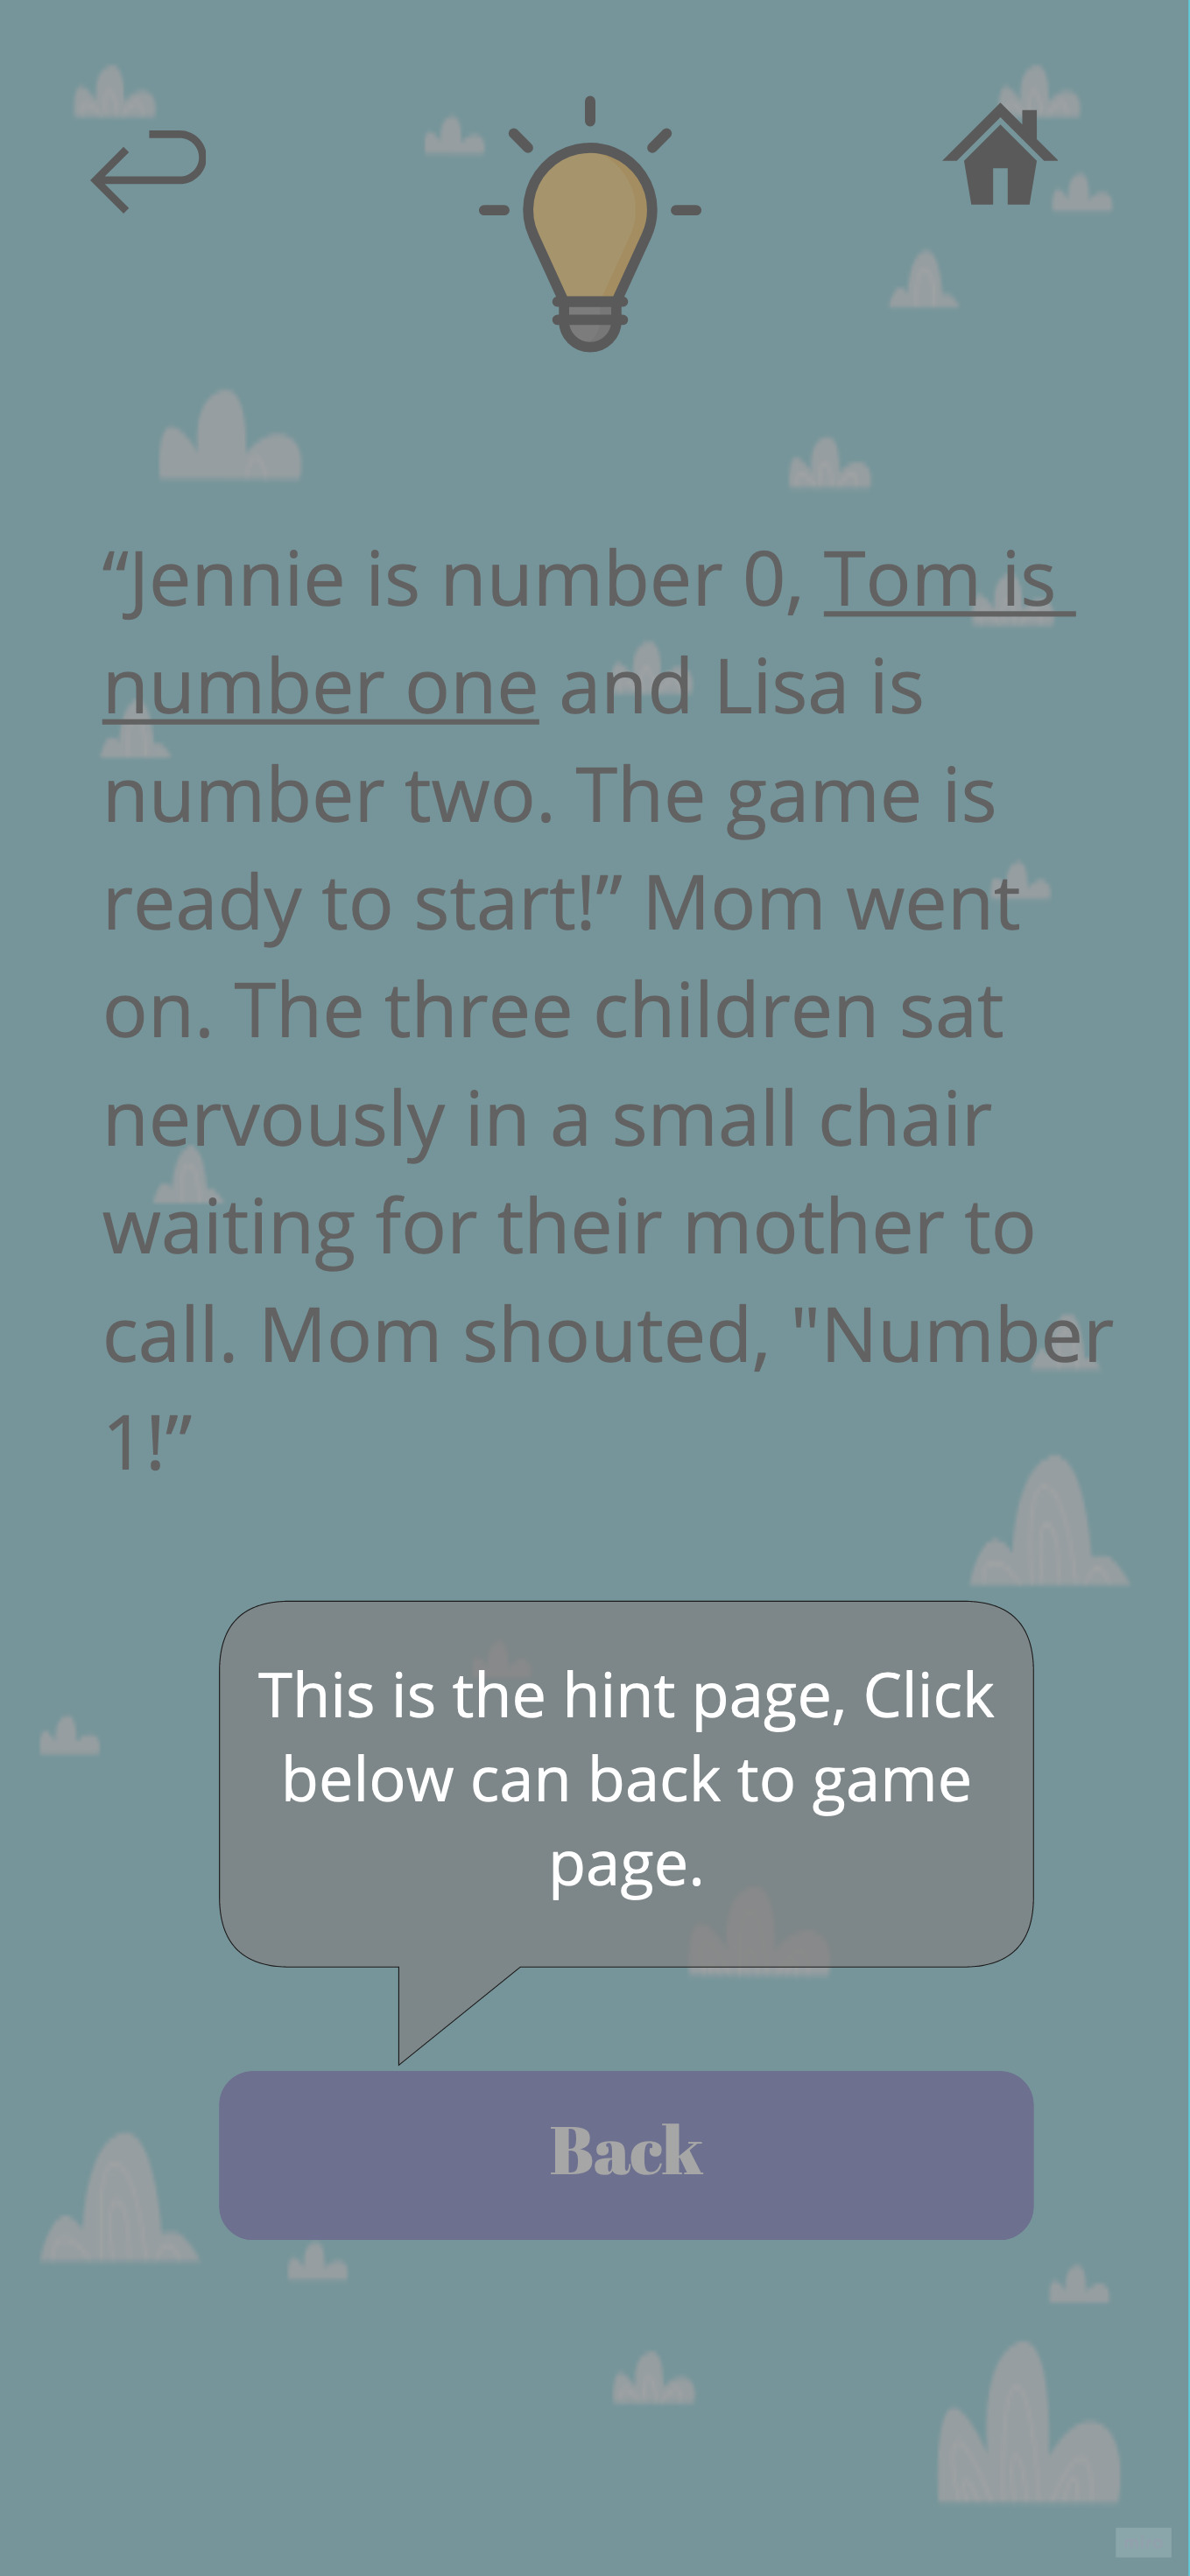 “Jennie is number 0, Tom is
number one and Lisa is
number two. The game is
ready to start!” Mom went
on. The three children sat
nervously in a small chair
waiting for their mother to
call. Mom shouted, "Number
1!”
This is the hint page, Click
below can back to game
page.
Back